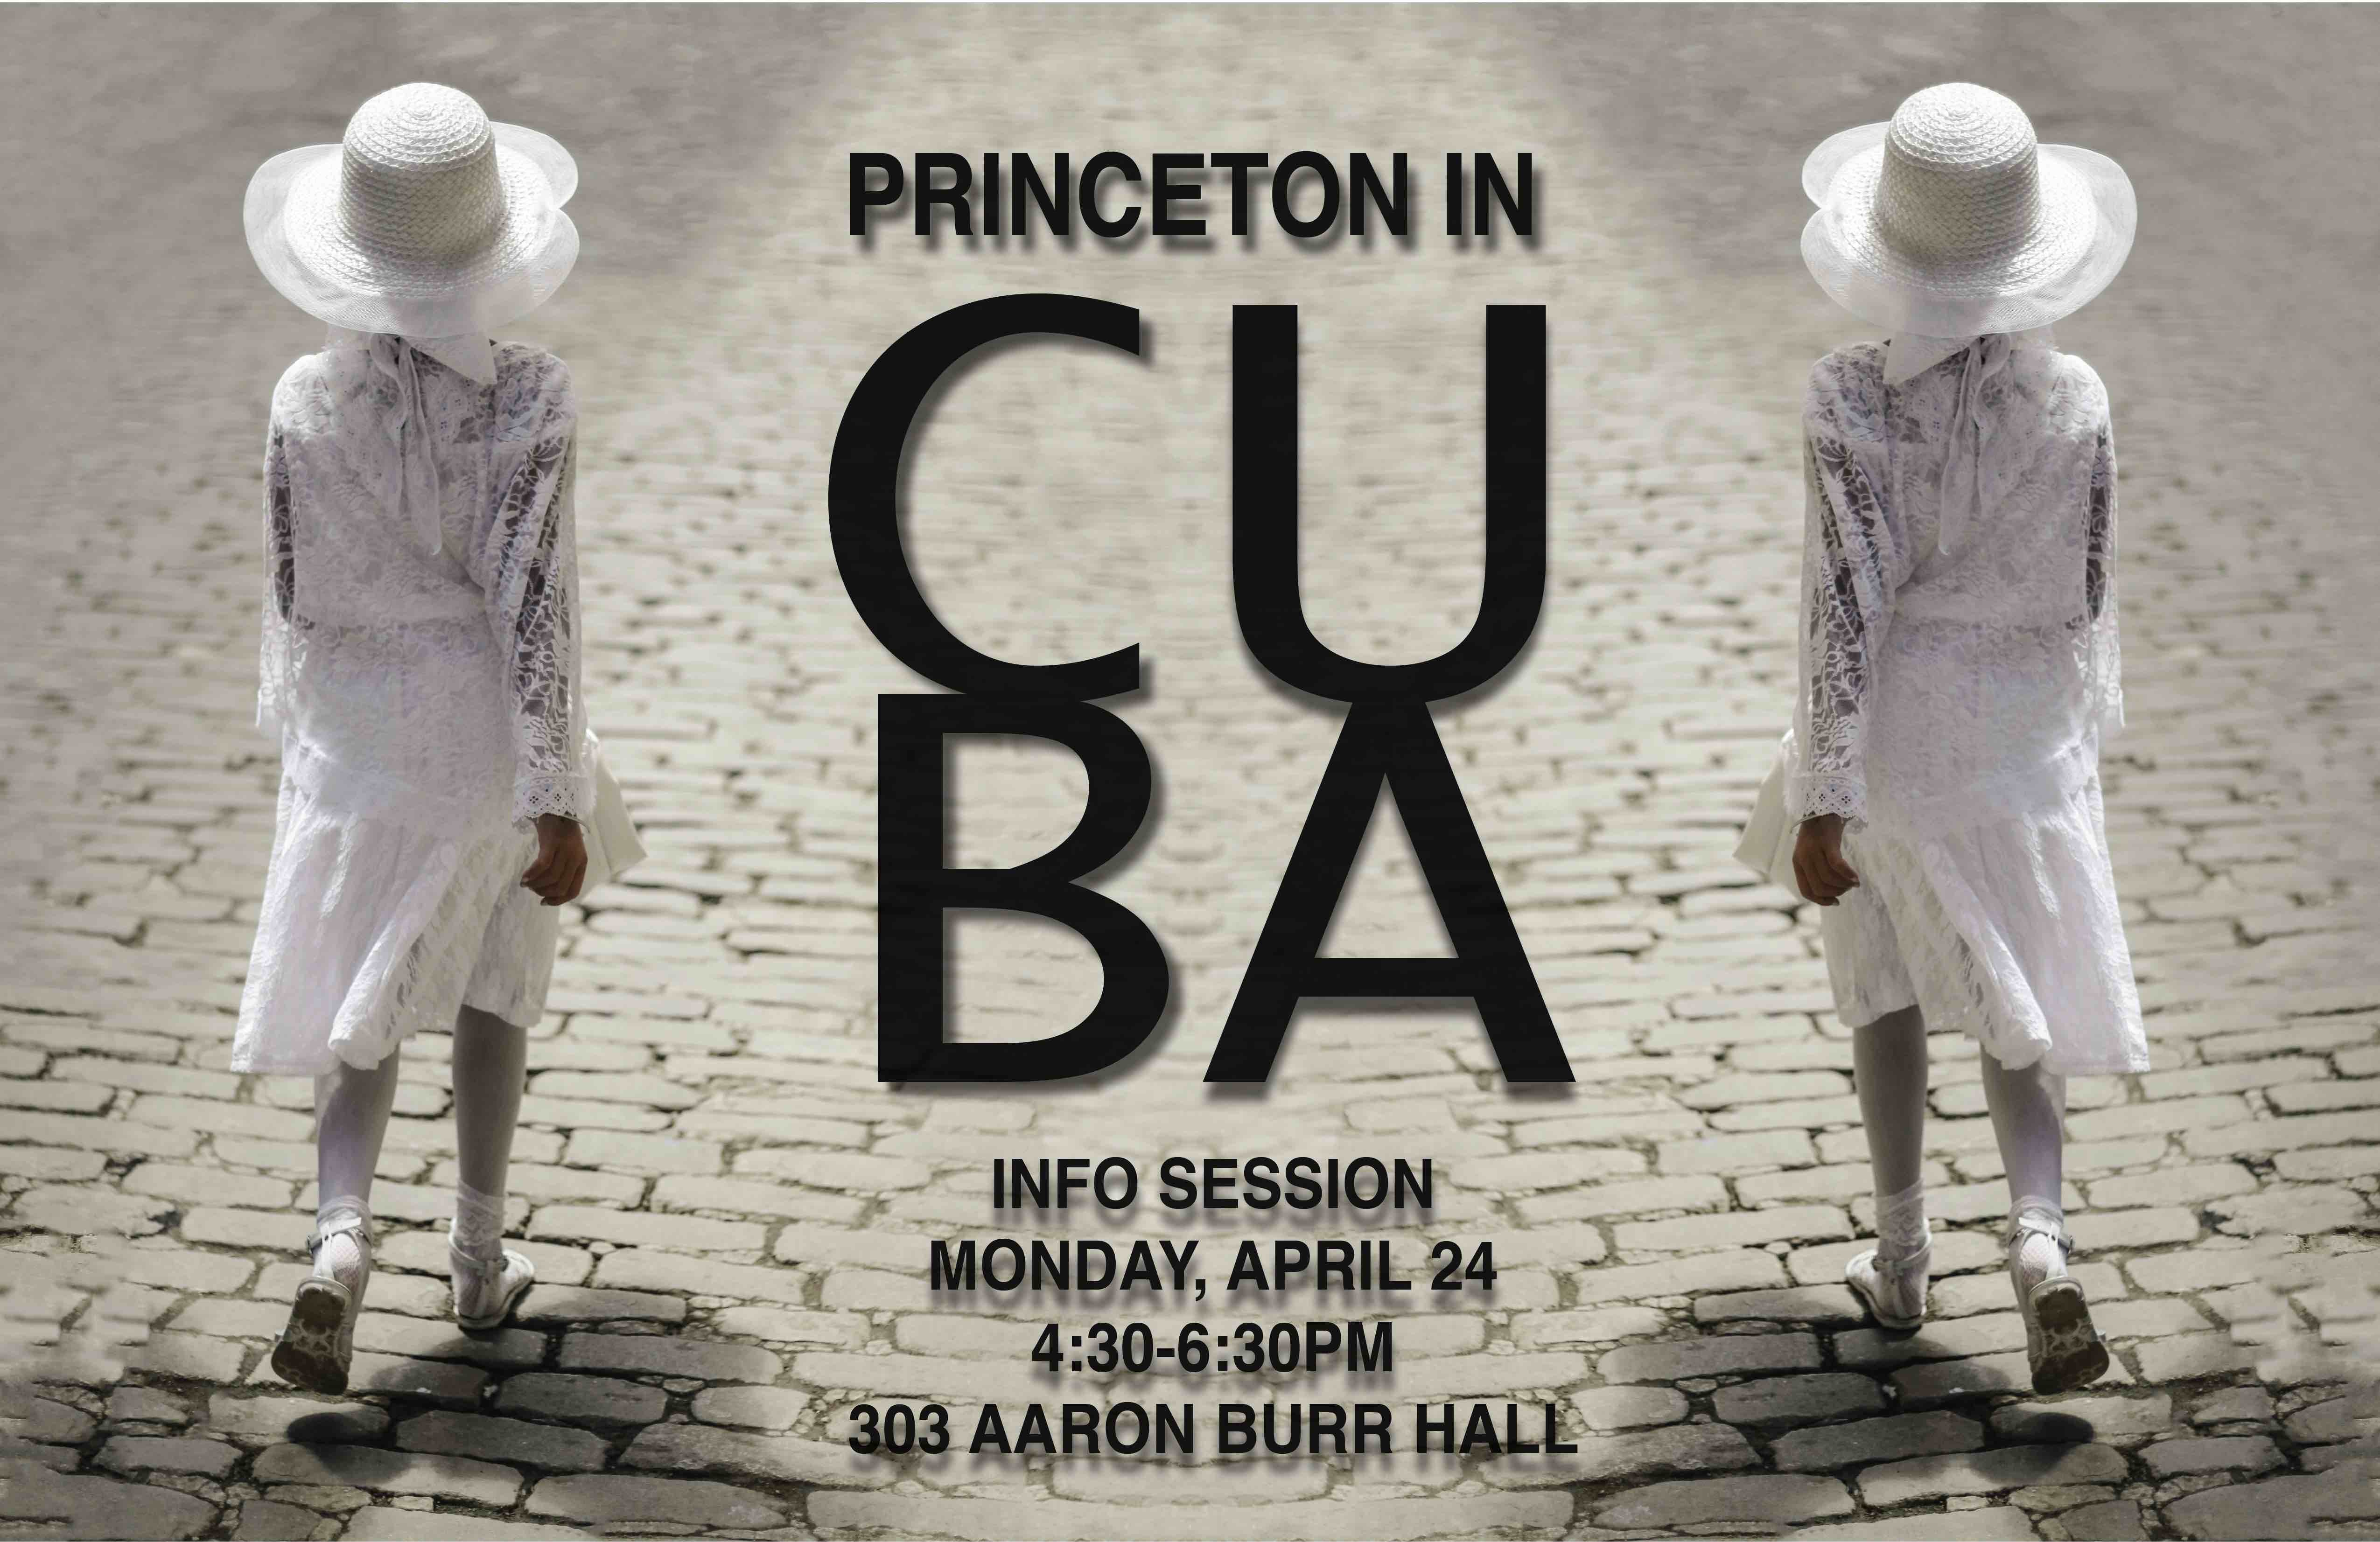 PRINCETON IN
CU
BA
INFO SESSION
MONDAY, APRIL 24
4:30-6:30PM
303 AARON BURR HALL